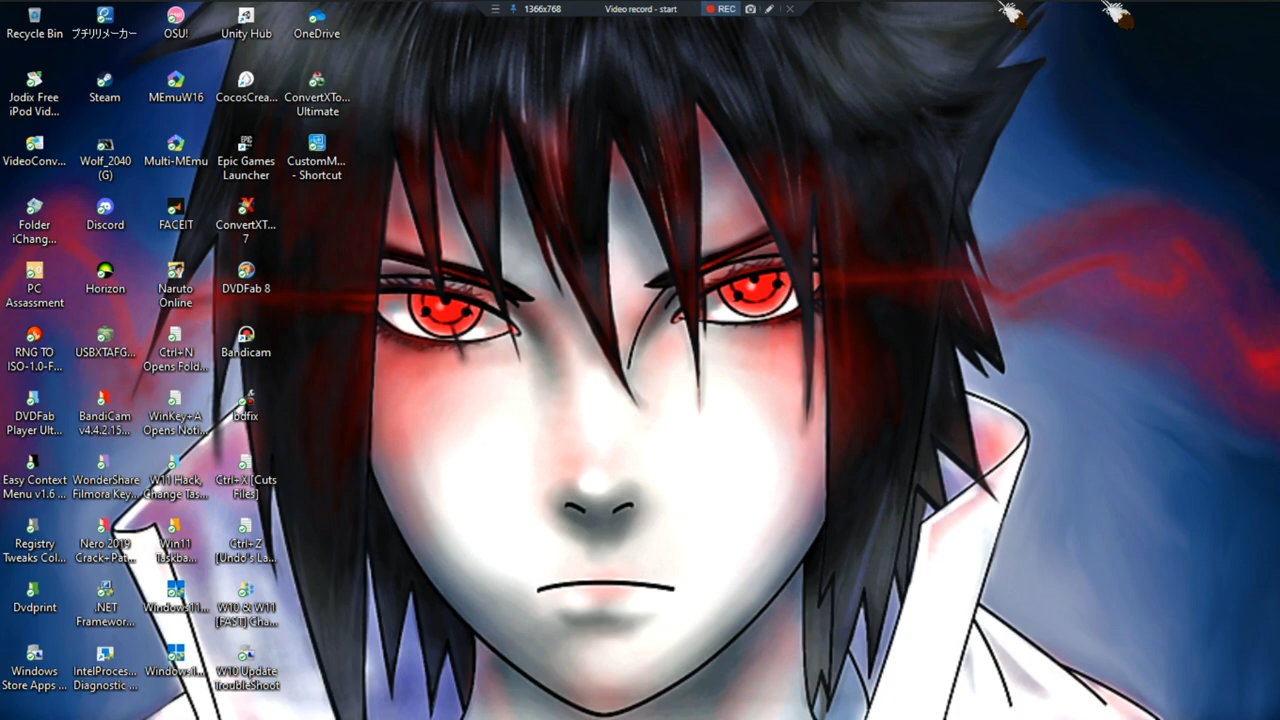 1366x768
Video record - start
REC
Recycle Bin
プチリリメーカー
OSU!
Unity Hub
OneDrive
Jodix Free
iPod Vid...
Steam
MEmuW16
CocosCrea...
ConvertXTo...
Ultimate
VideoConv...
Wolf_2040
(G)
Multi-MEmu
Epic Games
Launcher
CustomM...
- Shortcut
Folder
iChang...
Discord
FACEIT
ConvertXT...
7
PC
Assassment
Horizon
Naruto
Online
DVDFab 8
RNG TO
ISO-1.0-F...
USBXTAFG...
Ctrl+N
Opens Fold...
Bandicam
DVDFab
Player Ult...
BandiCam
v4.4.2.15...
WinKey+A
Opens Noti...
bdfix
Easy Context
Menu v1.6 ...
WonderShare
Filmora Key...
W11 Hack,
Change Tas...
Ctrl+X [Cuts
Files]
Registry
Tweaks Col...
Nero 2019
Crack+Pat...
Win11
Taskba...
Ctrl+Z
[Undo's La...
Dvdprint
.NET
Framewor...
Windows11...
W10 & W11
[FAST] Cha...
Windows
Store Apps ...
IntelProces...
Diagnostic ...
Windows1...
W10 Update
TroubleShoot